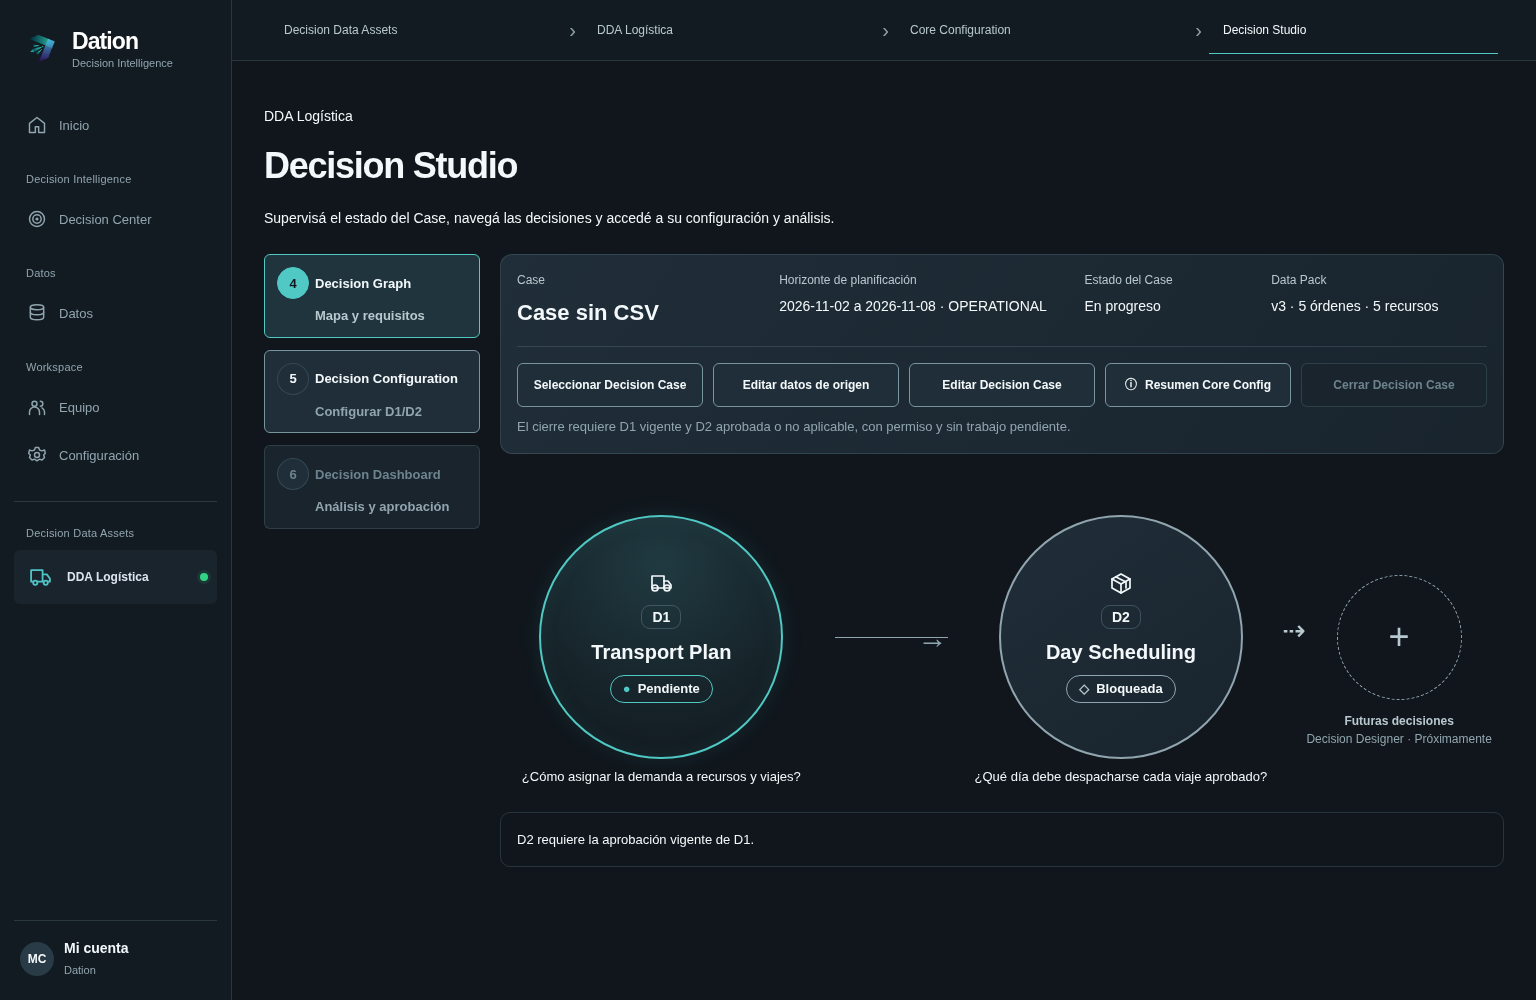 Dation
Decision Intelligence
Inicio
Decision Intelligence
Decision Center
Datos
Datos
Workspace
Equipo
Configuración
Decision Data Assets
DDA Logística
MC
Mi cuenta
Dation
Decision Data Assets › DDA Logística › Core Configuration › Decision Studio
DDA Logística
Decision Studio
Supervisá el estado del Case, navegá las decisiones y accedé a su configuración y análisis.
4 Decision Graph
Mapa y requisitos
5 Decision Configuration
Configurar D1/D2
6 Decision Dashboard
Análisis y aprobación
Case
Case sin CSV
Horizonte de planificación
2026-11-02 a 2026-11-08 · OPERATIONAL
Estado del Case
En progreso
Data Pack
v3 · 5 órdenes · 5 recursos
Seleccionar Decision Case
Editar datos de origen
Editar Decision Case
Resumen Core Config
Cerrar Decision Case
El cierre requiere D1 vigente y D2 aprobada o no aplicable, con permiso y sin trabajo pendiente.
D1
Transport Plan
Pendiente
¿Cómo asignar la demanda a recursos y viajes?
D2
Day Scheduling
Bloqueada
¿Qué día debe despacharse cada viaje aprobado?
Futuras decisiones
Decision Designer · Próximamente
D2 requiere la aprobación vigente de D1.